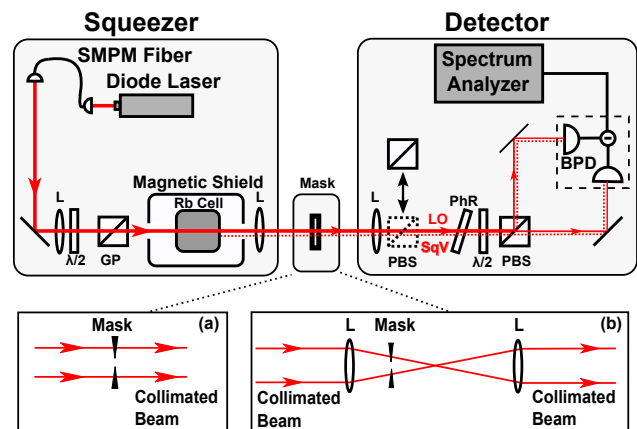 Squeezer
SMPM Fiber
Diode Laser
Magnetic Shield
Rb Cell
L
λ/2
GP
L
Mask
Detector
Spectrum
Analyzer
BPD
L
PBS
LO
SqV
PhR
λ/2
PBS
Mask
(a)
Collimated
Beam
L
Mask
L
(b)
Collimated
Beam
Collimated
Beam